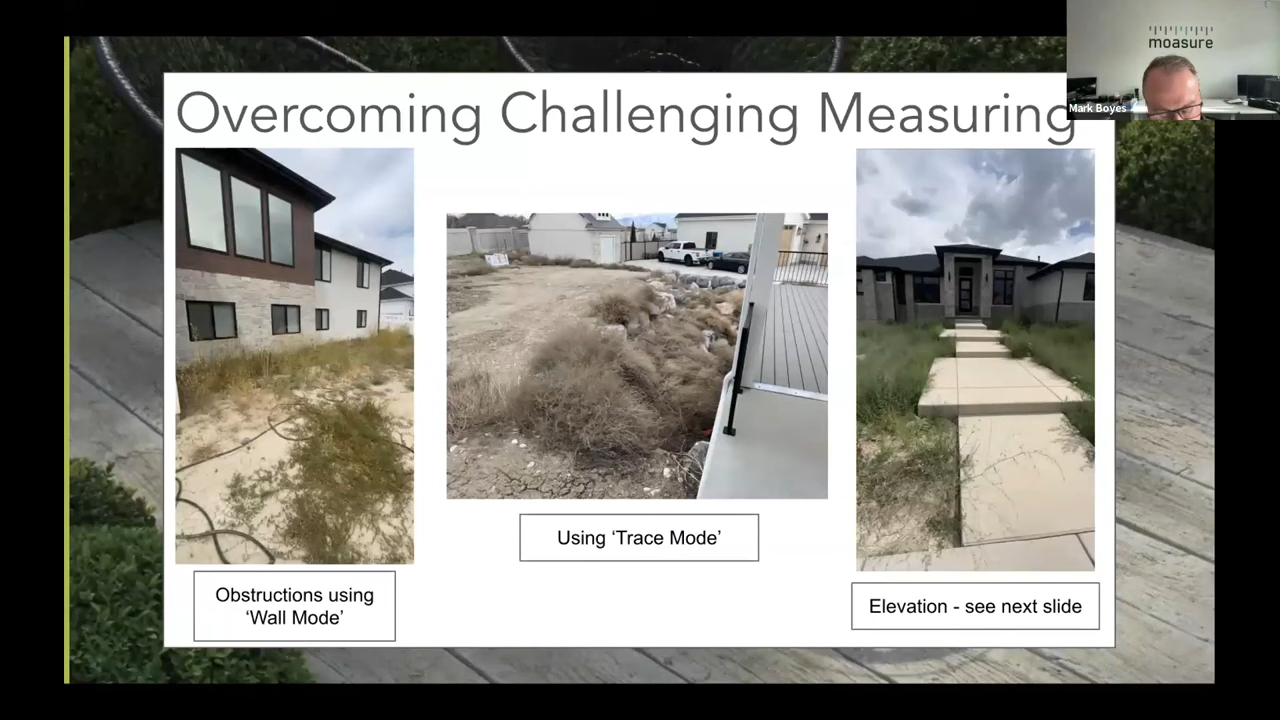 Overcoming Challenging Measuring
moasure
Mark Boyes
Using ‘Trace Mode’
Obstructions using
‘Wall Mode’
Elevation - see next slide